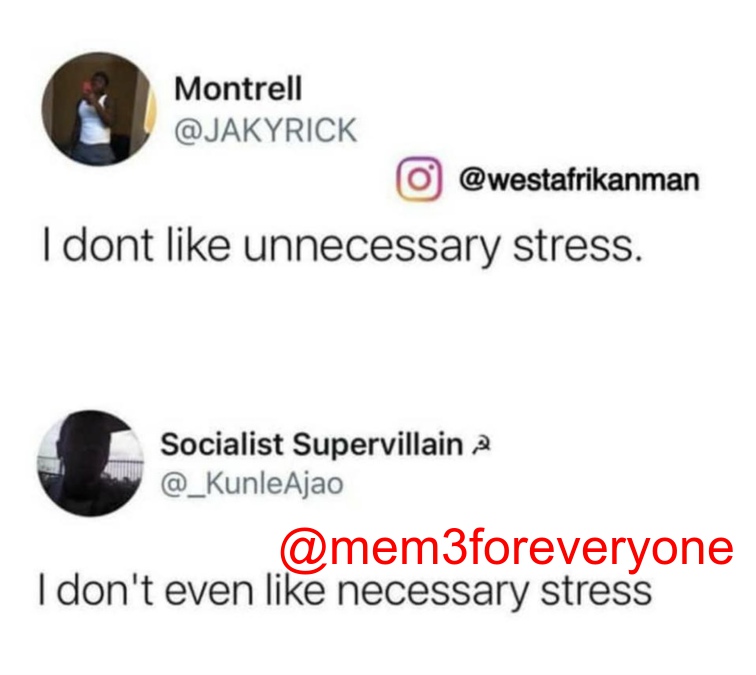 Montrell
@JAKYRICK
@westafrikanman
I dont like unnecessary stress.
Socialist Supervillain ☭
@_KunleAjao
@mem3foreveryone
I don't even like necessary stress